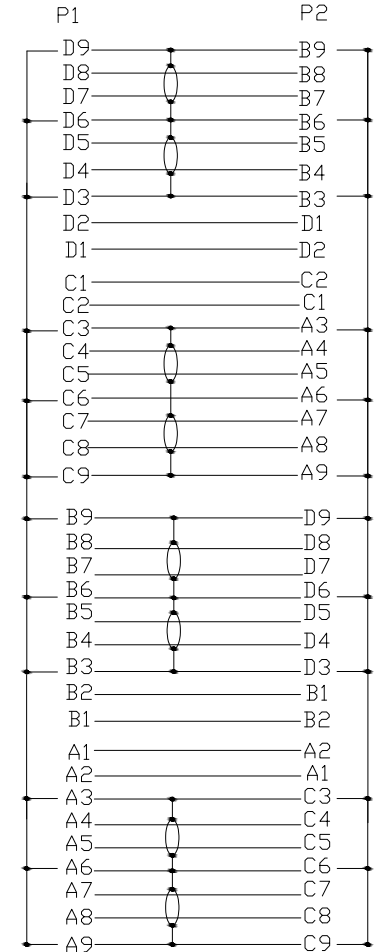 P1 P2
D9 B9
D8 B8
D7 B7
D6 B6
D5 B5
D4 B4
D3 B3
D2 D1
D1 D2
C1 C2
C2 C1
C3 A3
C4 A4
C5 A5
C6 A6
C7 A7
C8 A8
C9 A9
B9 D9
B8 D8
B7 D7
B6 D6
B5 D5
B4 D4
B3 D3
B2 B1
B1 B2
A1 A2
A2 A1
A3 C3
A4 C4
A5 C5
A6 C6
A7 C7
A8 C8
A9 C9